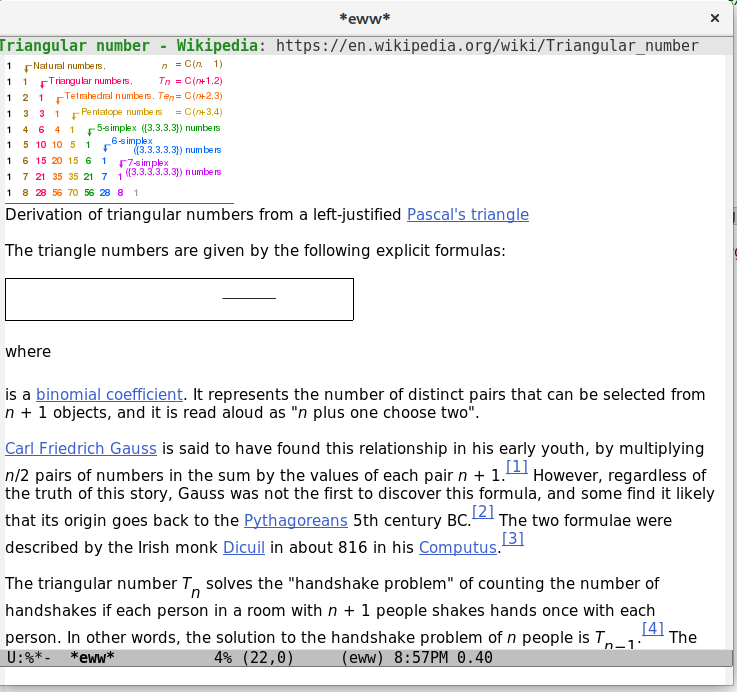 *eww*
×
Triangular number - Wikipedia: https://en.wikipedia.org/wiki/Triangular_number
1 Natural numbers, n = C(n, 1)
1 1 Triangular numbers, Tn = C(n+1,2)
1 2 1 Tetrahedral numbers, Ten = C(n+2,3)
1 3 3 1 Pentatope numbers = C(n+3,4)
1 4 6 4 1 5-simplex ({3,3,3,3}) numbers
1 5 10 10 5 1 6-simplex
({3,3,3,3,3}) numbers
1 6 15 20 15 6 1 7-simplex
1 7 21 35 35 21 7 1 ({3,3,3,3,3,3}) numbers
1 8 28 56 70 56 28 8 1
Derivation of triangular numbers from a left-justified Pascal's triangle
The triangle numbers are given by the following explicit formulas:
where
is a binomial coefficient. It represents the number of distinct pairs that can be selected from
n + 1 objects, and it is read aloud as "n plus one choose two".
Carl Friedrich Gauss is said to have found this relationship in his early youth, by multiplying
n/2 pairs of numbers in the sum by the values of each pair n + 1.[1] However, regardless of
the truth of this story, Gauss was not the first to discover this formula, and some find it likely
that its origin goes back to the Pythagoreans 5th century BC.[2] The two formulae were
described by the Irish monk Dicuil in about 816 in his Computus.[3]
The triangular number Tn solves the "handshake problem" of counting the number of
handshakes if each person in a room with n + 1 people shakes hands once with each
person. In other words, the solution to the handshake problem of n people is Tn−1.[4] The
U:%*- *eww* 4% (22,0) (eww) 8:57PM 0.40